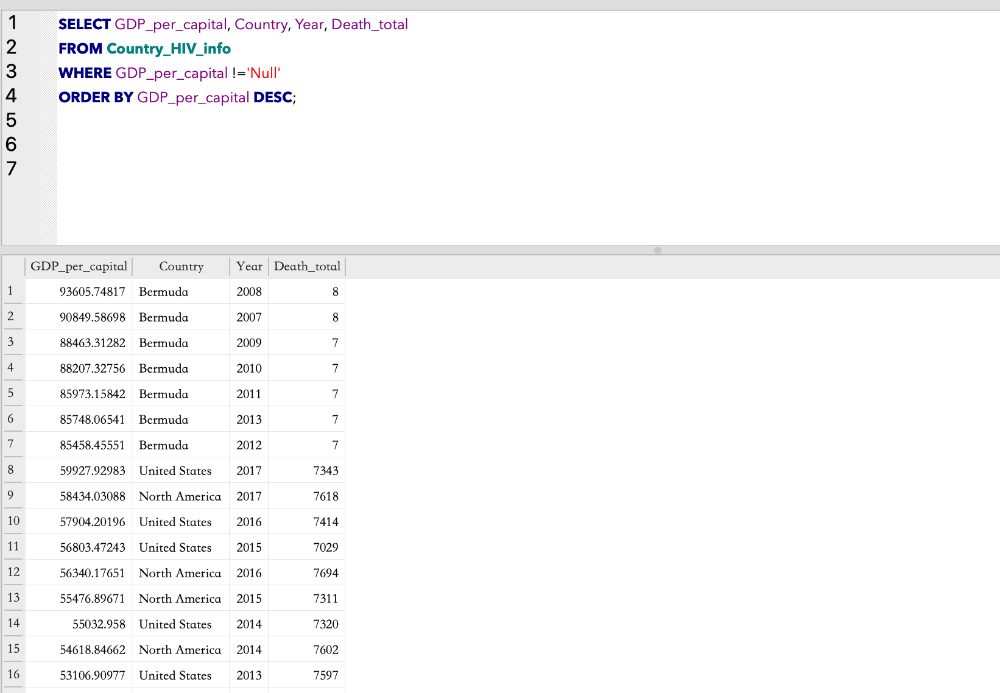 1 SELECT GDP_per_capital, Country, Year, Death_total
2 FROM Country_HIV_info
3 WHERE GDP_per_capital !='Null'
4 ORDER BY GDP_per_capital DESC;
5
6
7
GDP_per_capital Country Year Death_total
1 93605.74817 Bermuda 2008 8
2 90849.58698 Bermuda 2007 8
3 88463.31282 Bermuda 2009 7
4 88207.32756 Bermuda 2010 7
5 85973.15842 Bermuda 2011 7
6 85748.06541 Bermuda 2013 7
7 85458.45551 Bermuda 2012 7
8 59927.92983 United States 2017 7343
9 58434.03088 North America 2017 7618
10 57904.20196 United States 2016 7414
11 56803.47243 United States 2015 7029
12 56340.17651 North America 2016 7694
13 55476.89671 North America 2015 7311
14 55032.958 United States 2014 7320
15 54618.84662 North America 2014 7602
16 53106.90977 United States 2013 7597